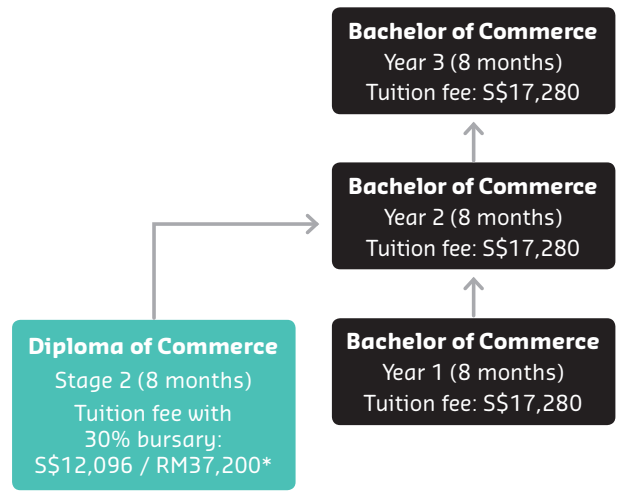 Bachelor of Commerce
Year 3 (8 months)
Tuition fee: S$17,280
Bachelor of Commerce
Year 2 (8 months)
Tuition fee: S$17,280
Diploma of Commerce
Stage 2 (8 months)
Tuition fee with
30% bursary:
S$12,096 / RM37,200*
Bachelor of Commerce
Year 1 (8 months)
Tuition fee: S$17,280